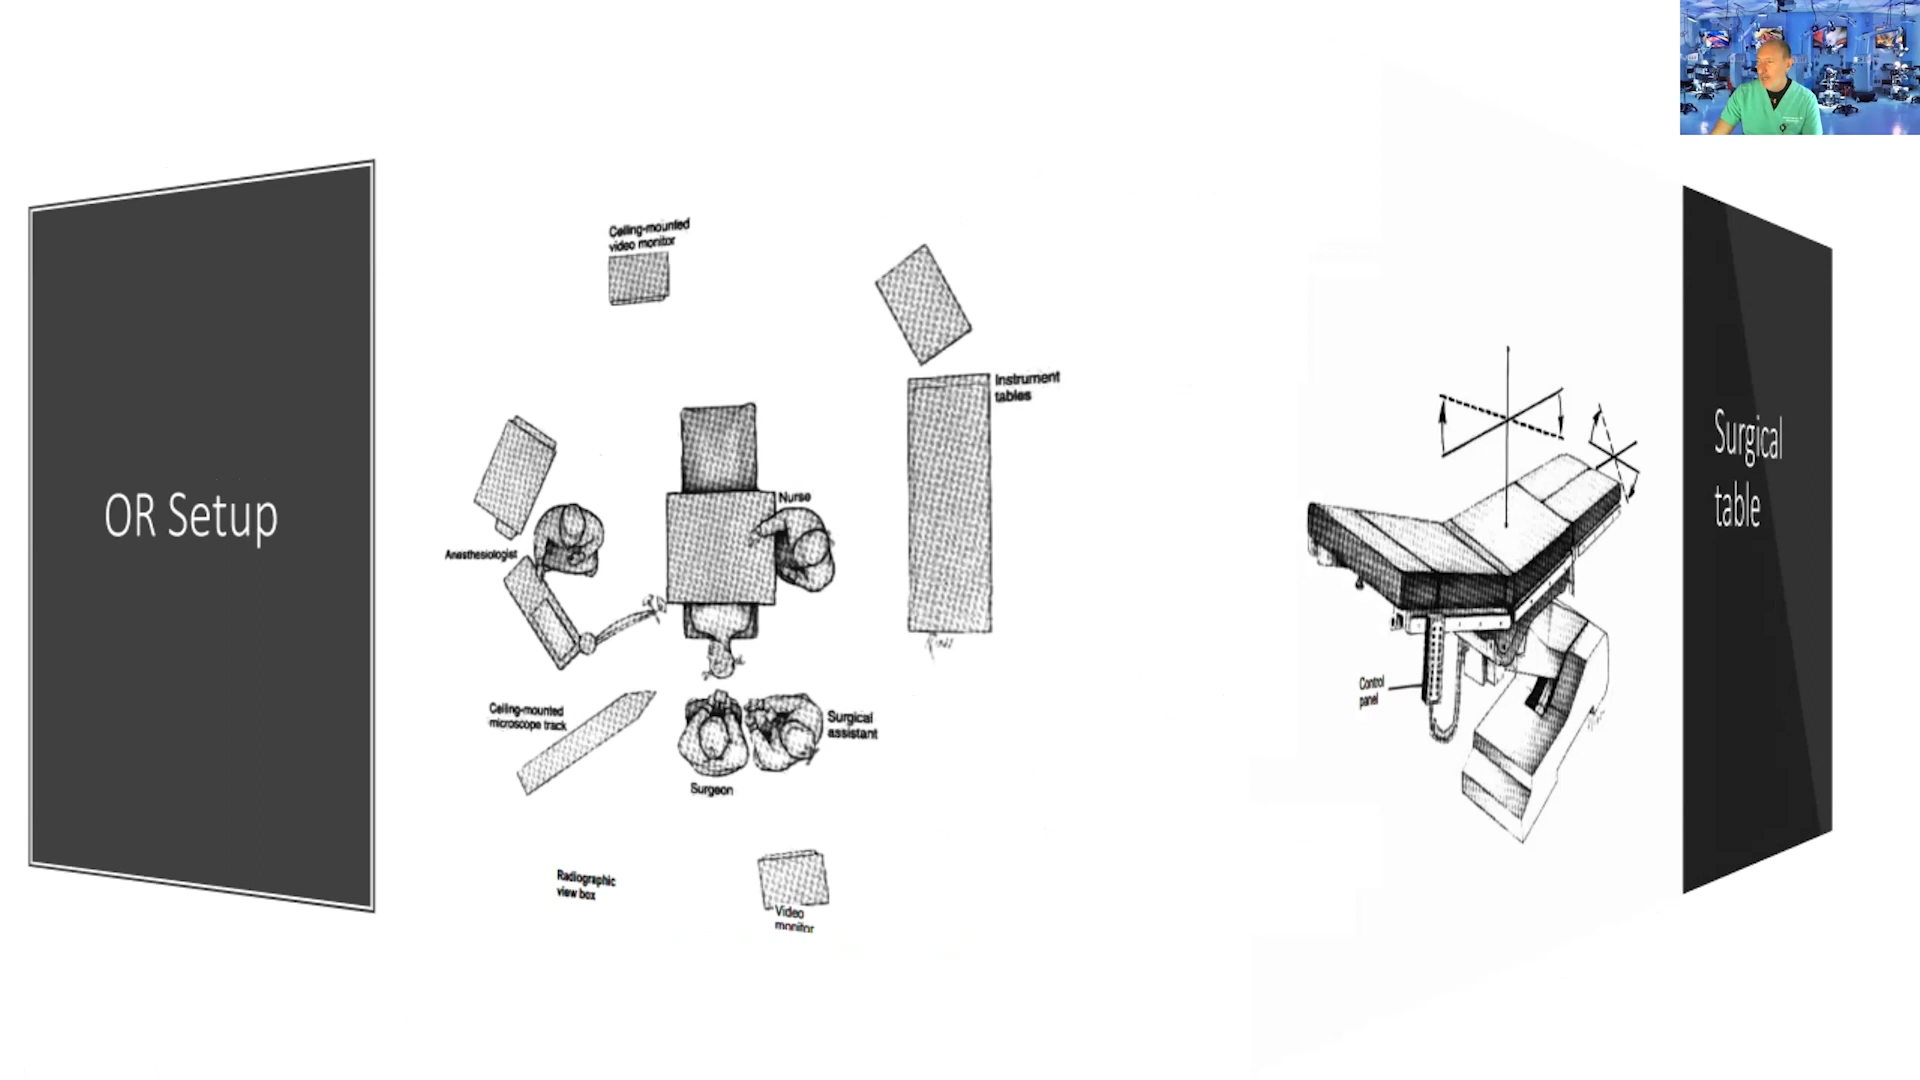 OR Setup
Ceiling-mounted
video monitor
Instrument
tables
Nurse
Anesthesiologist
Ceiling-mounted
microscope track
Surgical
assistant
Surgeon
Radiographic
view box
Video
monitor
Control
panel
Surgical
table